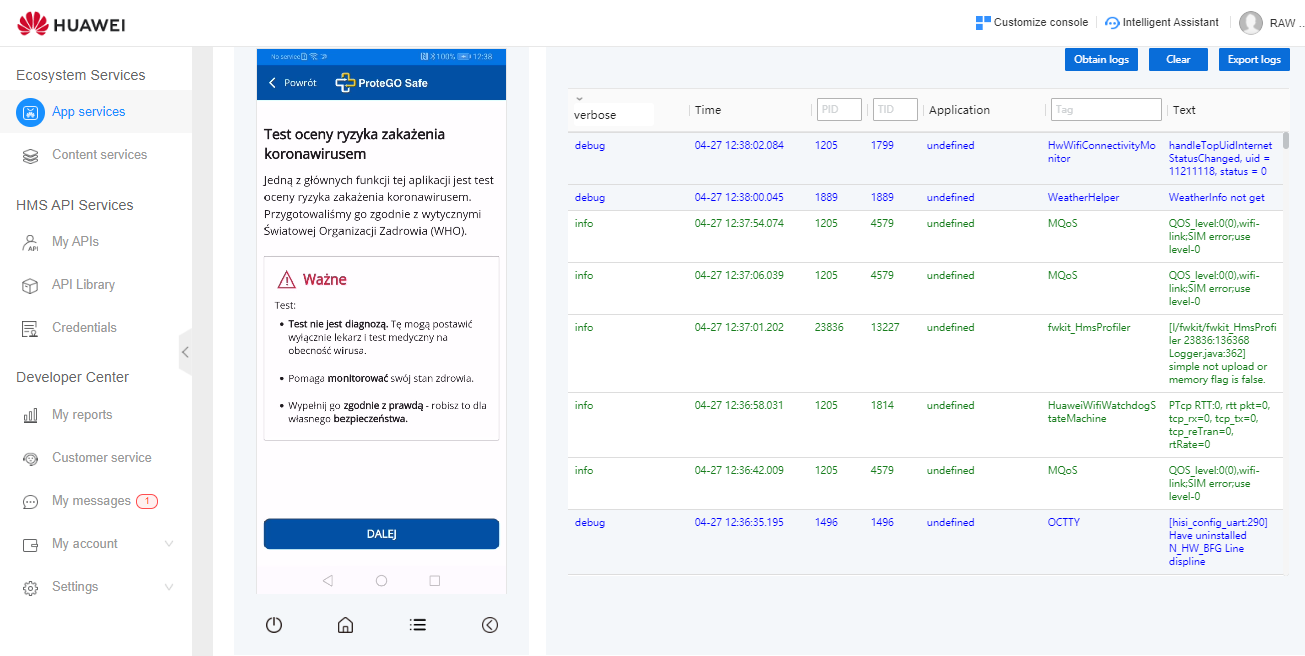 HUAWEI
Customize console
Intelligent Assistant
RAW ...
Ecosystem Services
App services
Content services
HMS API Services
My APIs
API Library
Credentials
Developer Center
My reports
Customer service
My messages 1
My account
Settings
No service 100% 12:38
Powrót ProteGO Safe
Test oceny ryzyka zakażenia
koronawirusem
Jedną z głównych funkcji tej aplikacji jest test
oceny ryzyka zakażenia koronawirusem.
Przygotowaliśmy go zgodnie z wytycznymi
Światowej Organizacji Zadrowia (WHO).
Ważne
Test:
• Test nie jest diagnozą. Tę mogą postawić
wyłącznie lekarz i test medyczny na
obecność wirusa.
• Pomaga monitorować swój stan zdrowia.
• Wypełnij go zgodnie z prawdą - robisz to dla
własnego bezpieczeństwa.
DALEJ
Obtain logs Clear Export logs
verbose Time PID TID Application Tag Text
debug 04-27 12:38:02.084 1205 1799 undefined HwWifiConnectivityMo handleTopUidInternet
nitor StatusChanged, uid =
11211118, status = 0
debug 04-27 12:38:00.045 1889 1889 undefined WeatherHelper WeatherInfo not get
info 04-27 12:37:54.074 1205 4579 undefined MQoS QOS_level:0(0),wifi-
link;SIM error;use
level-0
info 04-27 12:37:06.039 1205 4579 undefined MQoS QOS_level:0(0),wifi-
link;SIM error;use
level-0
info 04-27 12:37:01.202 23836 13227 undefined fwkit_HmsProfiler [I/fwkit/fwkit_HmsProfi
ler 23836:136368
Logger.java:362]
simple not upload or
memory flag is false.
info 04-27 12:36:58.031 1205 1814 undefined HuaweiWifiWatchdogS PTcp RTT:0, rtt pkt=0,
tateMachine tcp_rx=0, tcp_tx=0,
tcp_reTran=0,
rtRate=0
info 04-27 12:36:42.009 1205 4579 undefined MQoS QOS_level:0(0),wifi-
link;SIM error;use
level-0
debug 04-27 12:36:35.195 1496 1496 undefined OCTTY [hisi_config_uart:290]
Have uninstalled
N_HW_BFG Line
displine